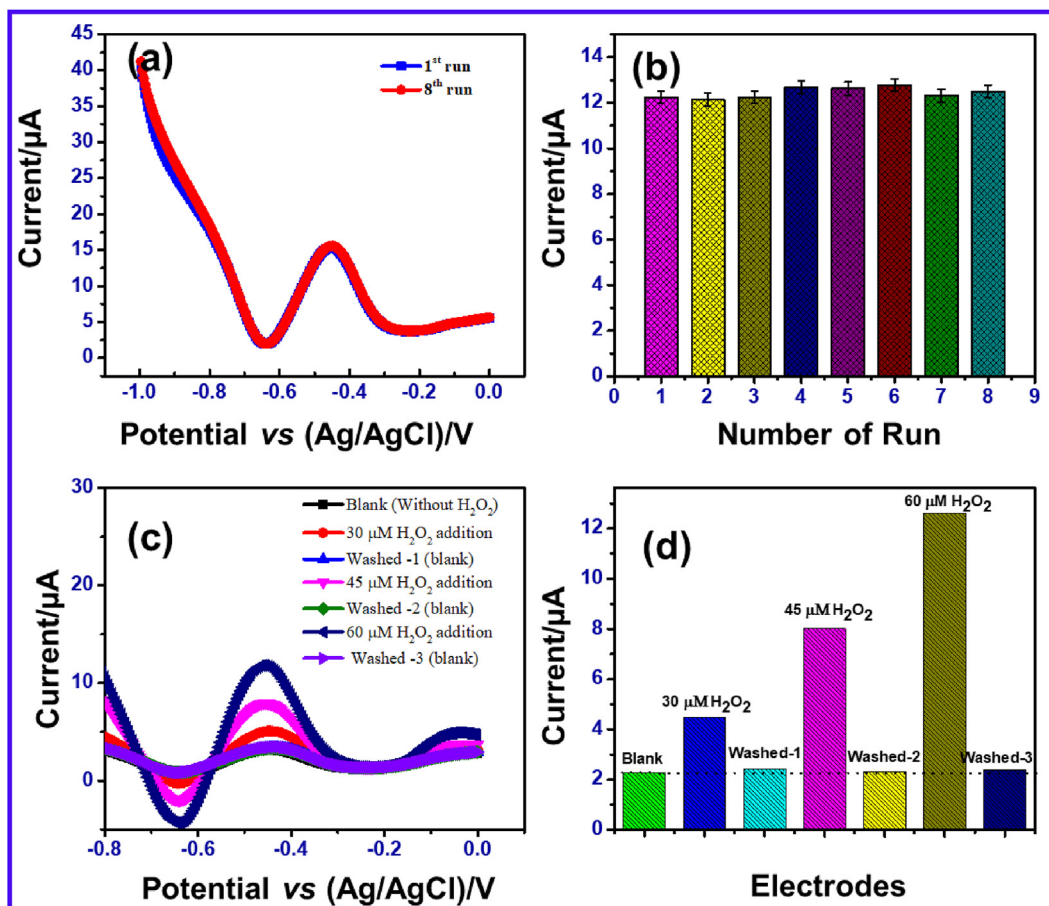 (a)
1st run
8th run
45
40
35
30
25
20
15
10
5
0
Current/µA
-1.0 -0.8 -0.6 -0.4 -0.2 0.0
Potential vs (Ag/AgCl)/V
(b)
14
12
10
8
6
4
2
0
Current/µA
0 1 2 3 4 5 6 7 8 9
Number of Run
(c)
Blank (Without H₂O₂)
30 µM H₂O₂ addition
Washed -1 (blank)
45 µM H₂O₂ addition
Washed -2 (blank)
60 µM H₂O₂ addition
Washed -3 (blank)
30
20
10
0
Current/µA
-0.8 -0.6 -0.4 -0.2 0.0
Potential vs (Ag/AgCl)/V
(d)
60 µM H₂O₂
45 µM H₂O₂
30 µM H₂O₂
Blank
Washed-1
Washed-2
Washed-3
12
10
8
6
4
2
0
Current/µA
Electrodes